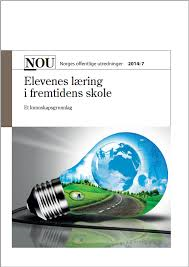 NOU
Norges offentlige utredninger 2014: 7
Elevenes læring
i fremtidens skole
Et kunnskapsgrunnlag